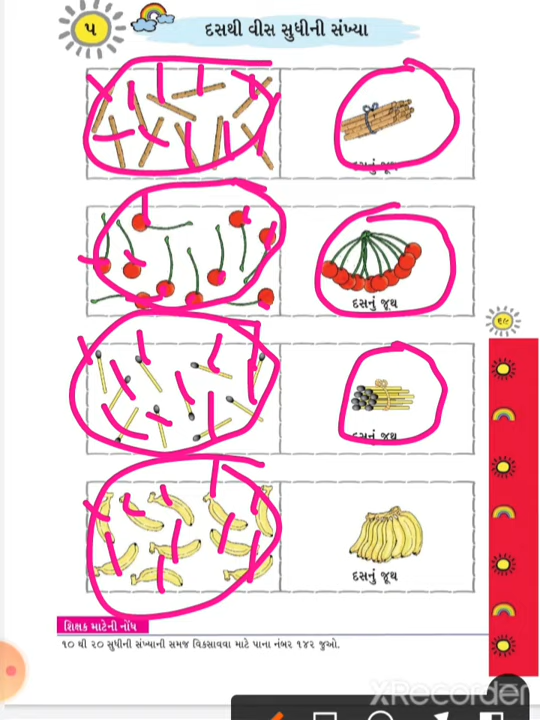 ૫
દસથી વીસ સુધીની સંખ્યા
દસનું જૂથ
દસનું જૂથ
દસનું જૂથ
દસનું જૂથ
શિક્ષક માટેની નોંધ
૧૦ થી ૨૦ સુધીની સંખ્યાની સમજ વિકસાવવા માટે પાના નંબર ૧૪૨ જુઓ.
XRecorder